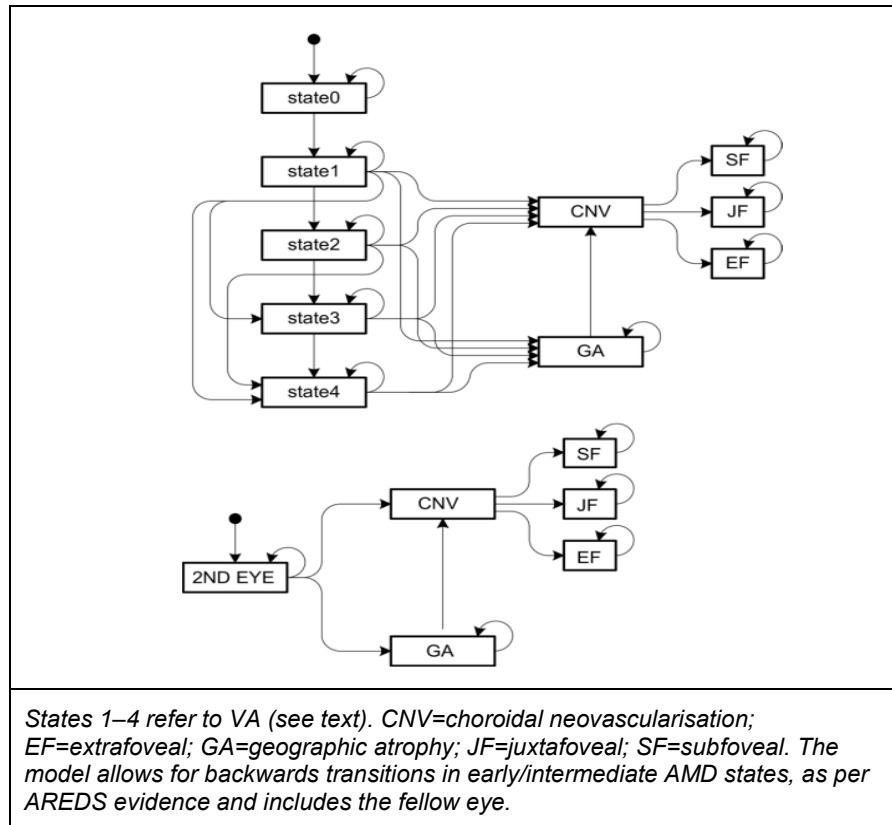 state0
state1
SF
CNV
JF
state2
EF
state3
GA
state4
SF
CNV
JF
EF
2ND EYE
GA
States 1–4 refer to VA (see text). CNV=choroidal neovascularisation;
EF=extrafoveal; GA=geographic atrophy; JF=juxtafoveal; SF=subfoveal. The
model allows for backwards transitions in early/intermediate AMD states, as per
AREDS evidence and includes the fellow eye.